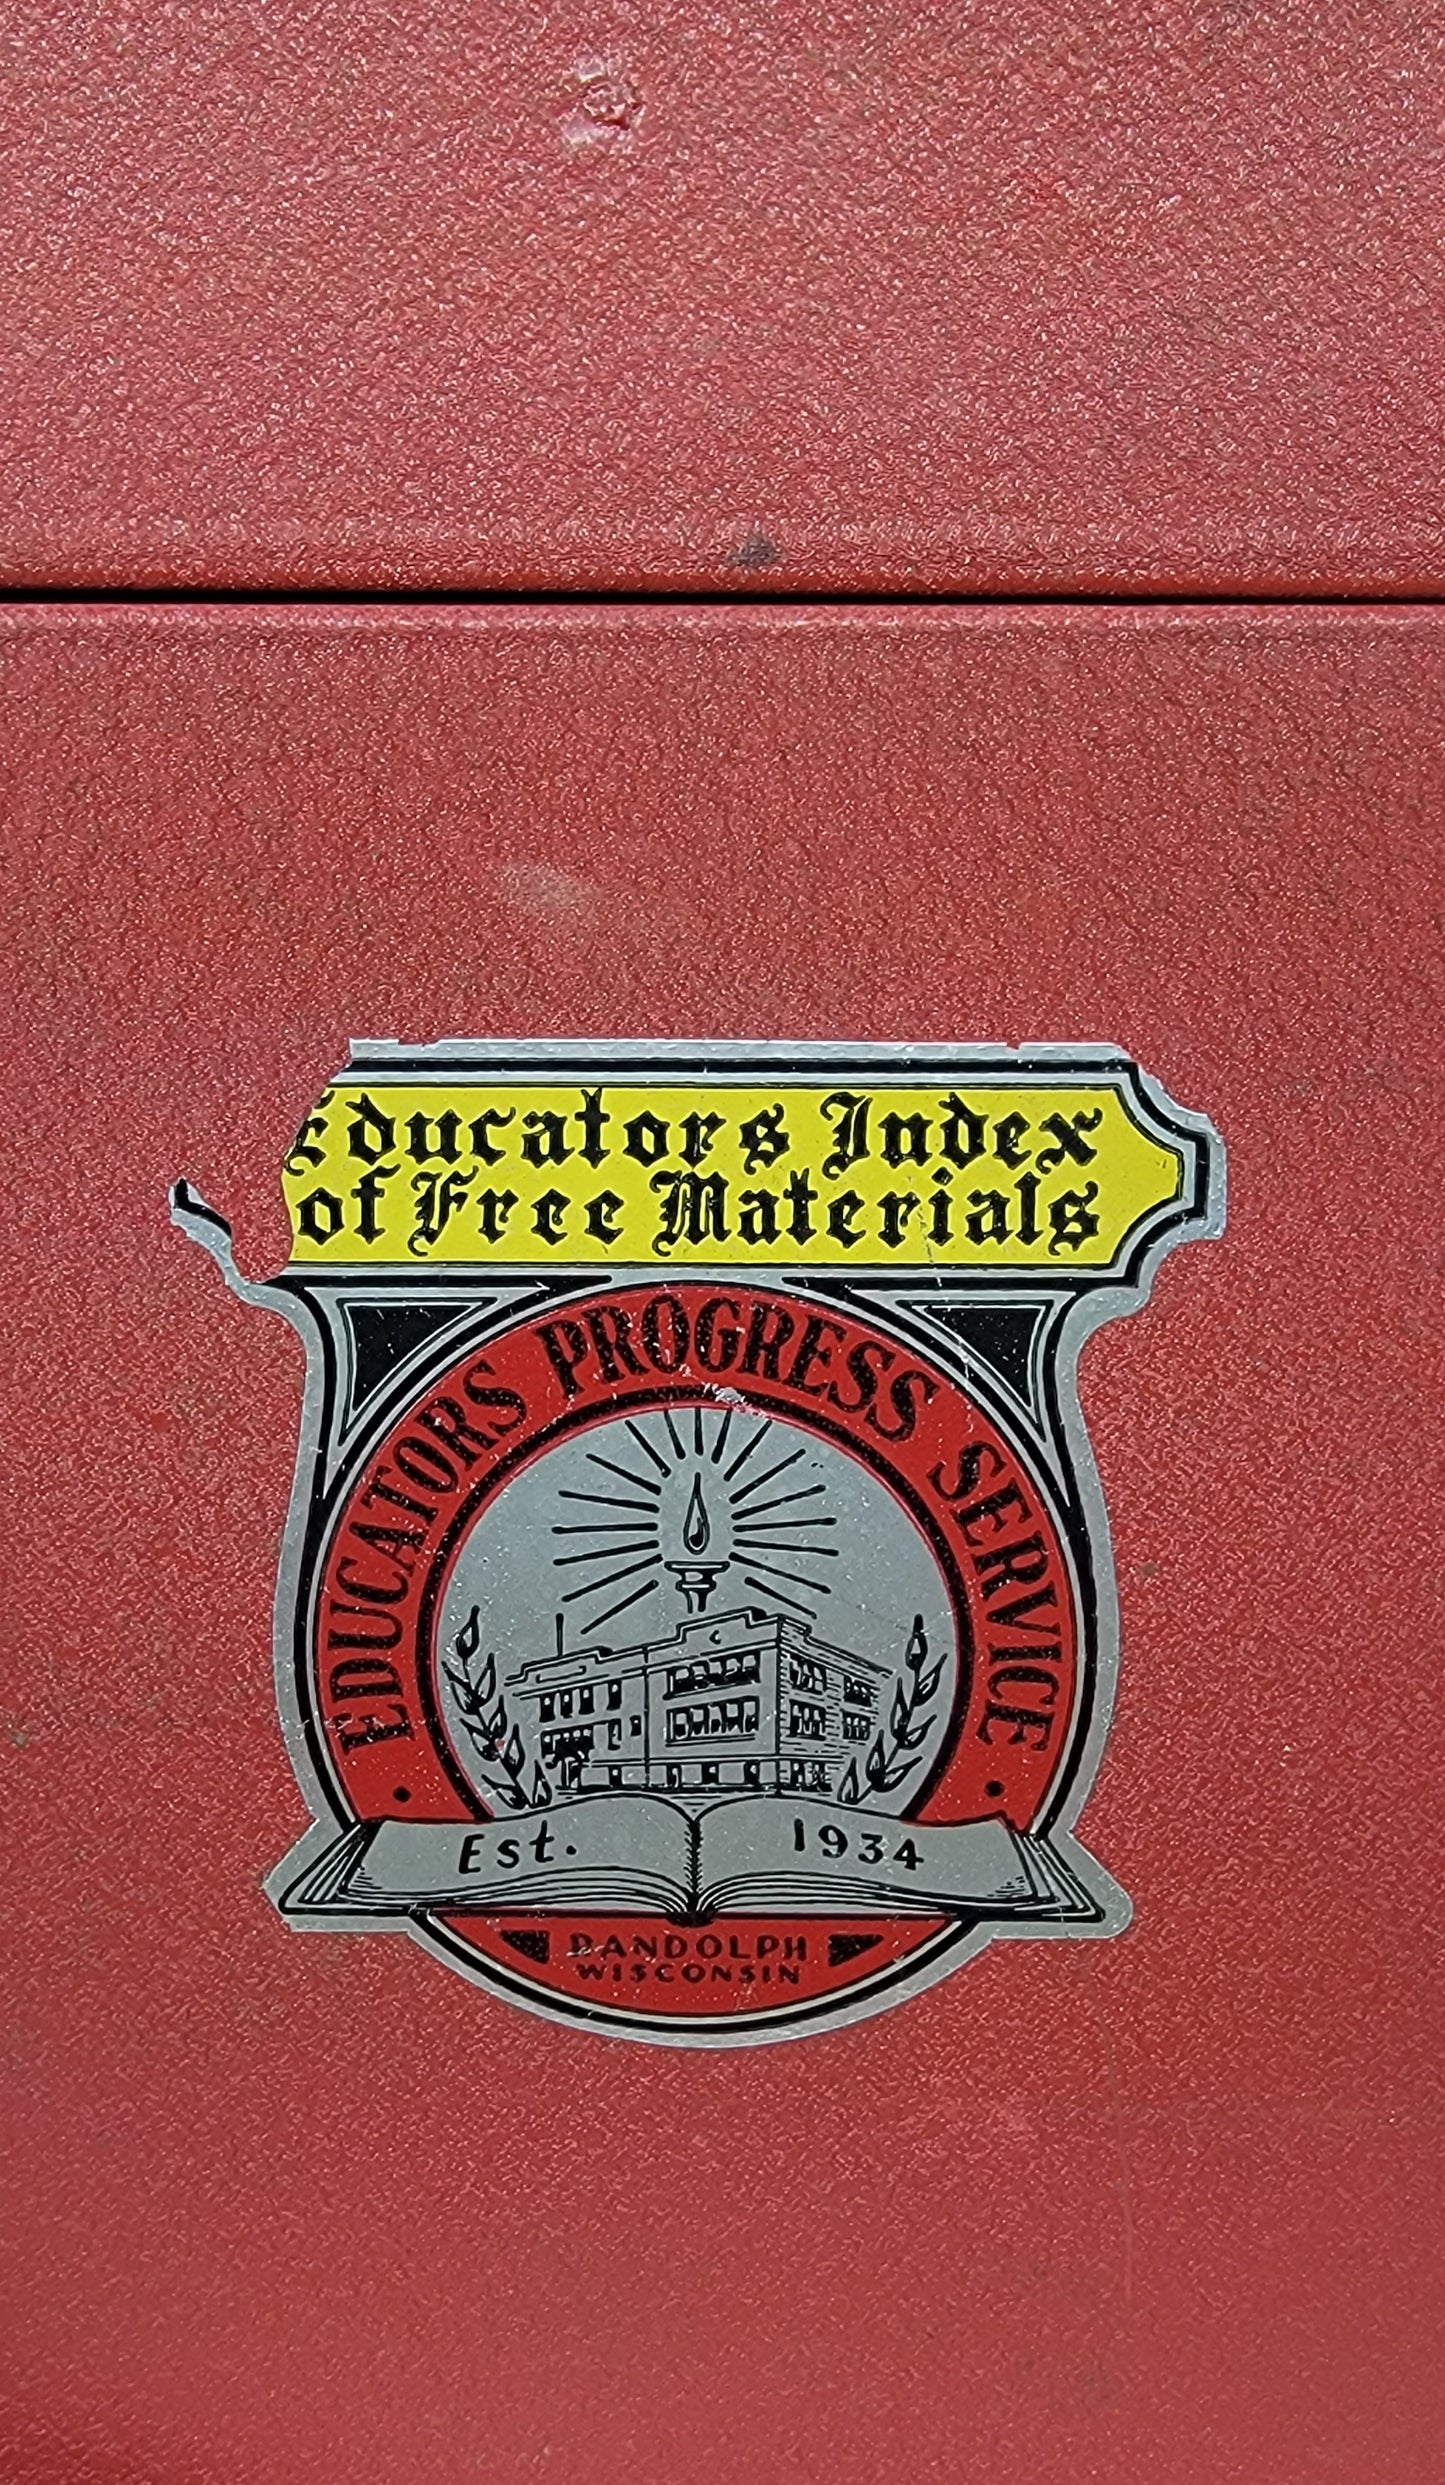 Educators Index
of Free Materials
EDUCATORS PROGRESS SERVICE
Est. 1934
RANDOLPH
WISCONSIN